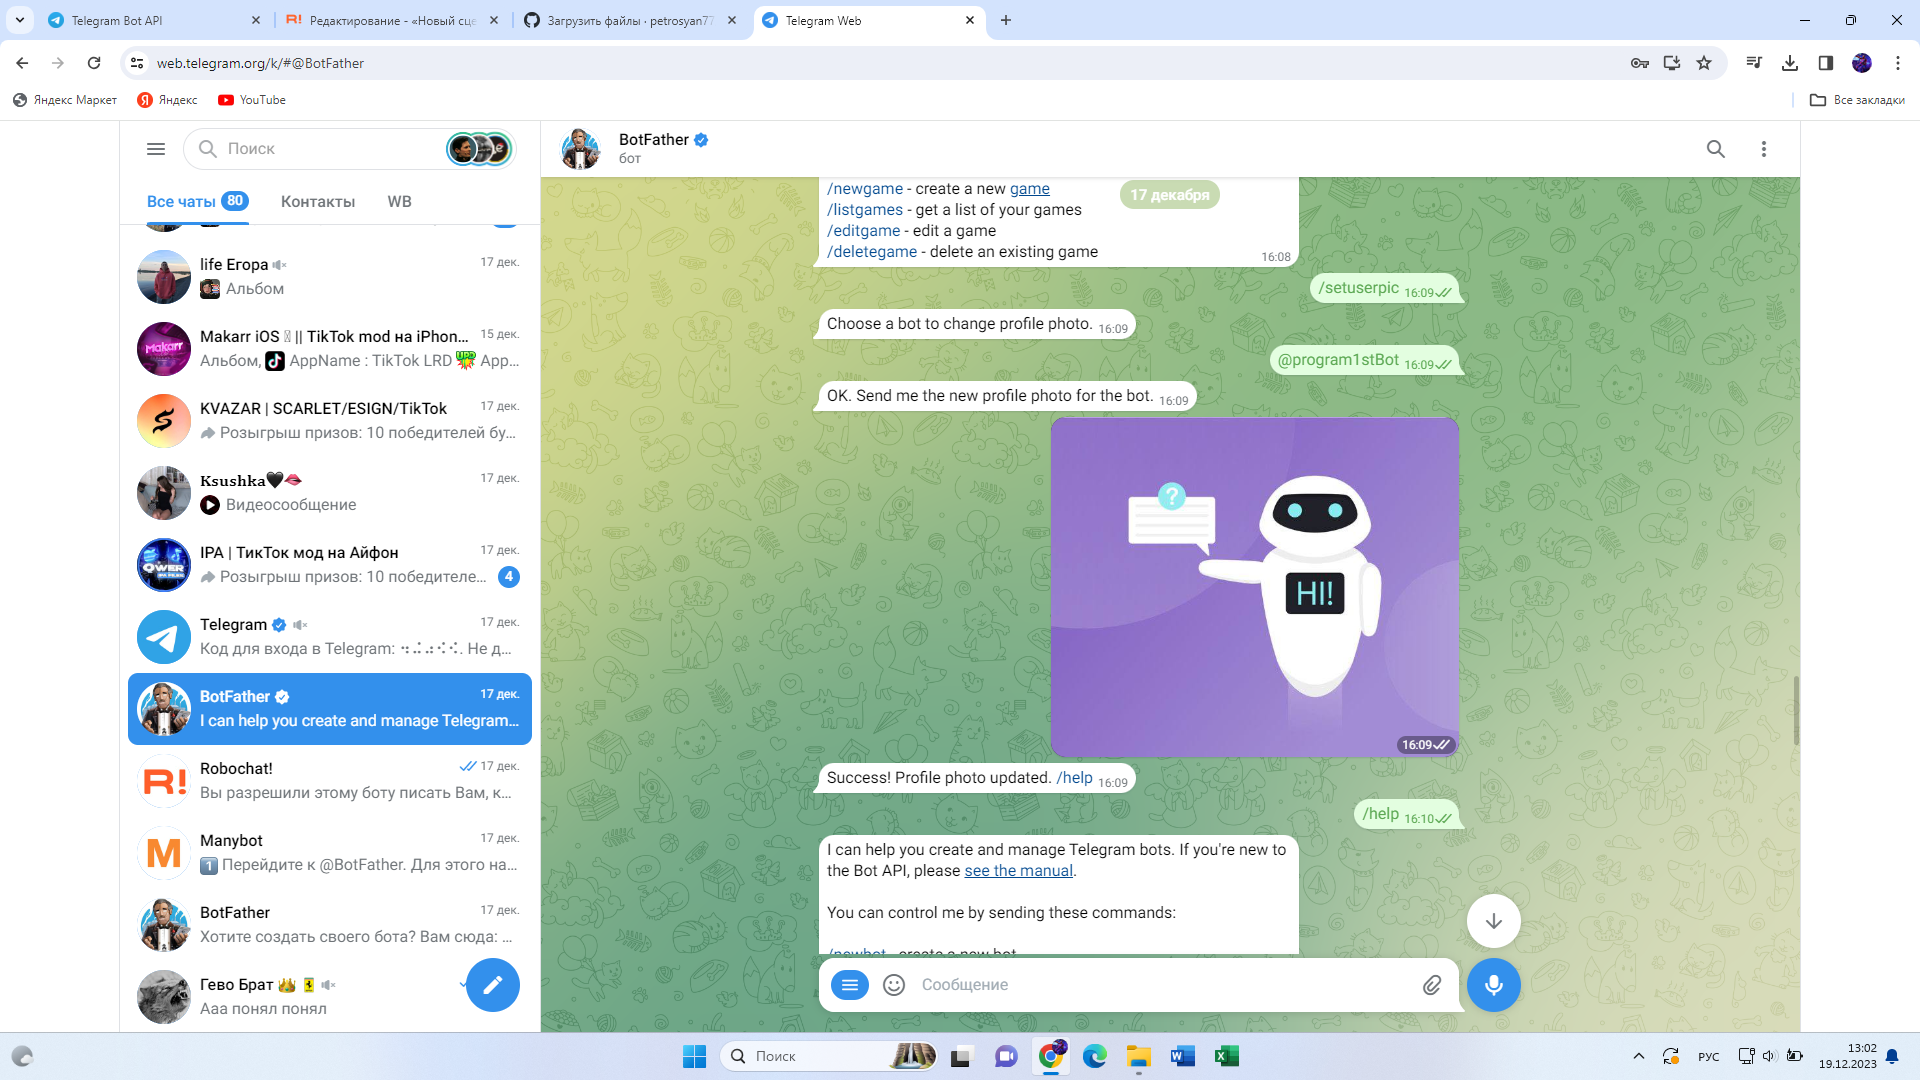 Telegram Bot API
Редактирование - «Новый сце
Загрузить файлы · petrosyan77
Telegram Web
web.telegram.org/k/#@BotFather
Яндекс Маркет
Яндекс
YouTube
Все закладки
Поиск
Все чаты 80
Контакты
WB
life Егора
17 дек.
Альбом
Makarr iOS || TikTok mod на iPhon...
15 дек.
Альбом, AppName : TikTok LRD App...
KVAZAR | SCARLET/ESIGN/TikTok
17 дек.
Розыгрыш призов: 10 победителей бу...
Ksushka🖤🫦
17 дек.
Видеосообщение
IPA | ТикТок мод на Айфон
17 дек.
Розыгрыш призов: 10 победителе...
4
Telegram
17 дек.
Код для входа в Telegram: Не д...
BotFather
17 дек.
I can help you create and manage Telegram...
Robochat!
17 дек.
Вы разрешили этому боту писать Вам, к...
Manybot
17 дек.
1 Перейдите к @BotFather. Для этого на...
BotFather
17 дек.
Хотите создать своего бота? Вам сюда: ...
Гево Брат
Ааа понял понял
BotFather
бот
17 декабря
/newgame - create a new game
/listgames - get a list of your games
/editgame - edit a game
/deletegame - delete an existing game
16:08
/setuserpic 16:09
Choose a bot to change profile photo. 16:09
@program1stBot 16:09
OK. Send me the new profile photo for the bot. 16:09
?
HI!
16:09
Success! Profile photo updated. /help 16:09
/help 16:10
I can help you create and manage Telegram bots. If you're new to
the Bot API, please see the manual.
You can control me by sending these commands:
/newbot - create a new bot
Сообщение
Поиск
РУС
13:02
19.12.2023